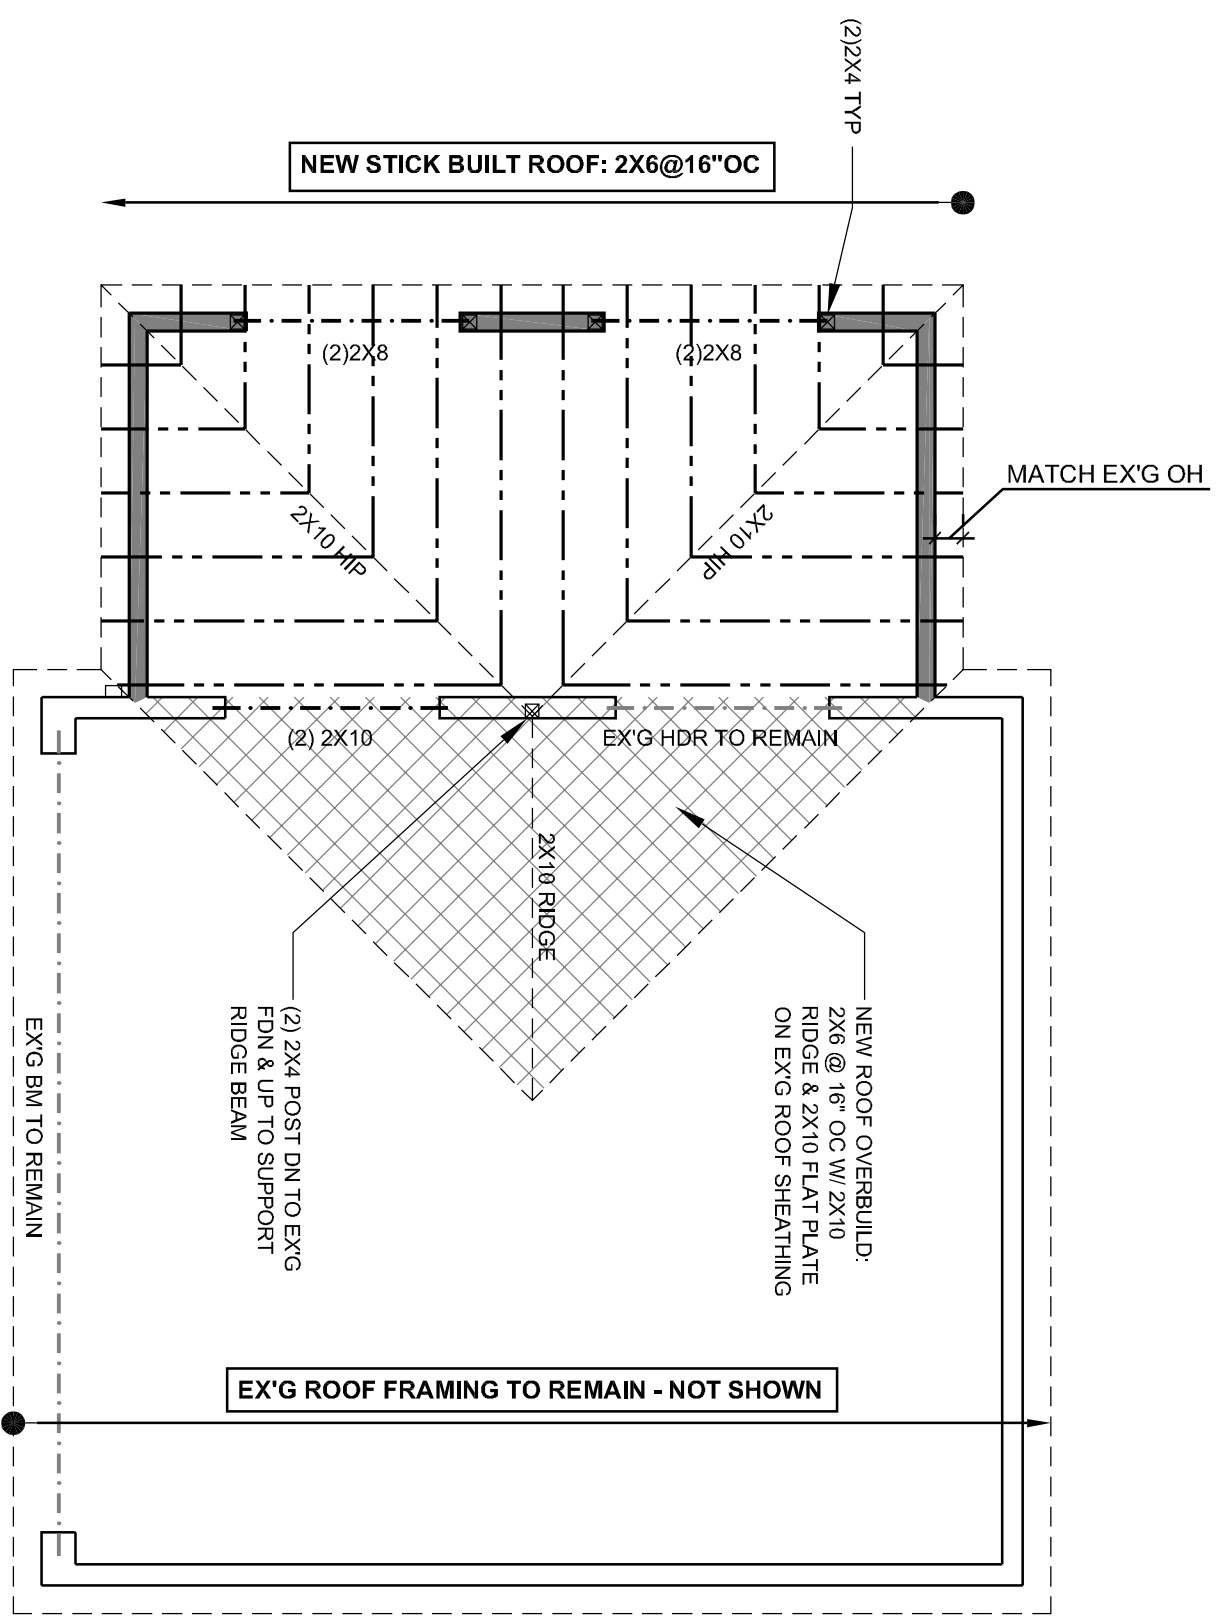 (2)2X4 TYP
NEW STICK BUILT ROOF: 2X6@16"OC
(2)2X8
(2)2X8
MATCH EX'G OH
2X10 HIP
2X10 HIP
(2) 2X10
EX'G HDR TO REMAIN
2X10 RIDGE
NEW ROOF OVERBUILD:
2X6 @ 16" OC W/ 2X10
RIDGE & 2X10 FLAT PLATE
ON EX'G ROOF SHEATHING
(2) 2X4 POST DN TO EX'G
FDN & UP TO SUPPORT
RIDGE BEAM
EX'G BM TO REMAIN
EX'G ROOF FRAMING TO REMAIN - NOT SHOWN